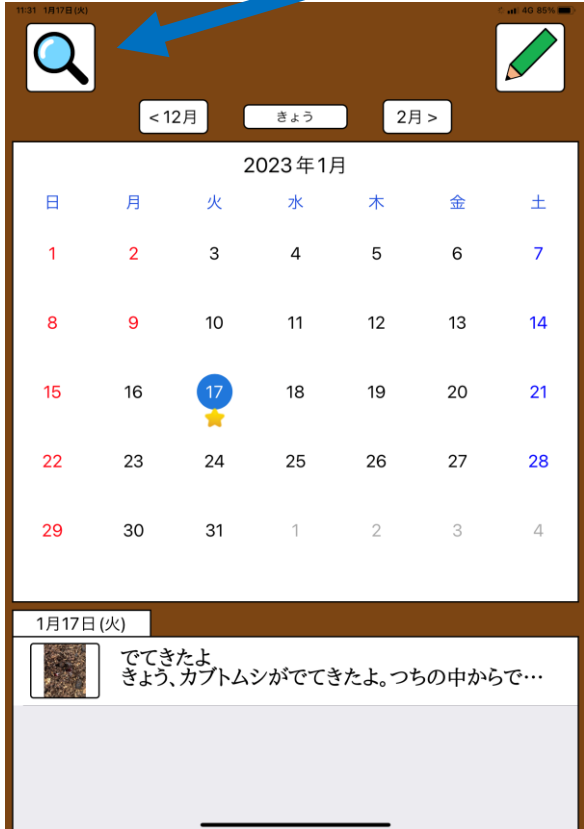 11:31 1月17日(火)
4G 85%
<12月 きょう 2月>
2023年1月
日 月 火 水 木 金 土
1 2 3 4 5 6 7
8 9 10 11 12 13 14
15 16 17 18 19 20 21
22 23 24 25 26 27 28
29 30 31 1 2 3 4
1月17日(火)
でてきたよ
きょう、カブトムシがでてきたよ。つちの中からで…